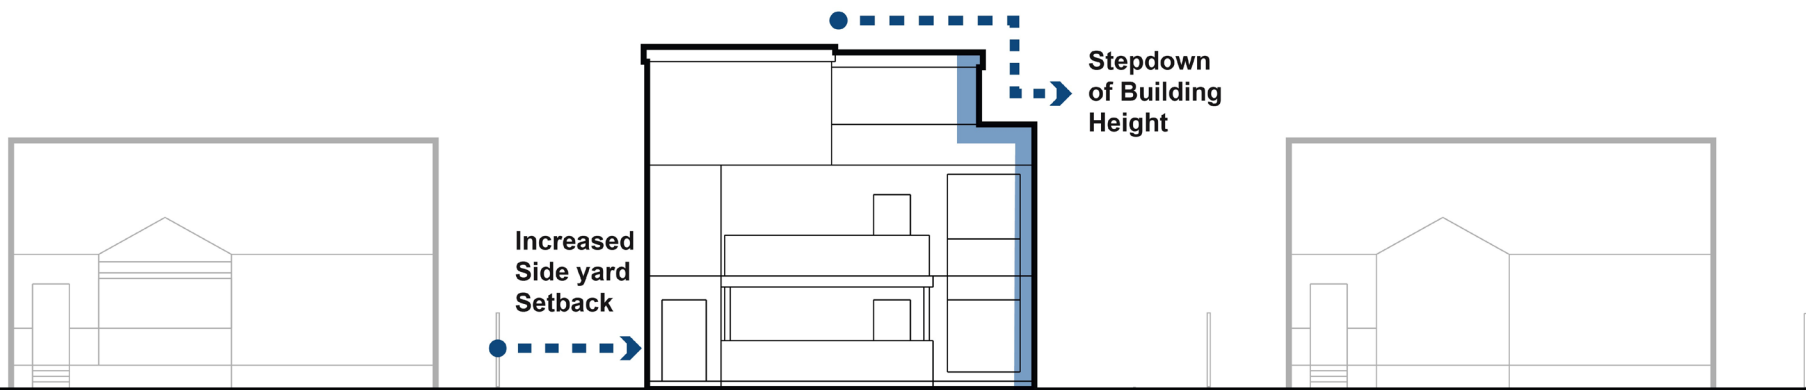 Stepdown
of Building
Height
Increased
Side yard
Setback